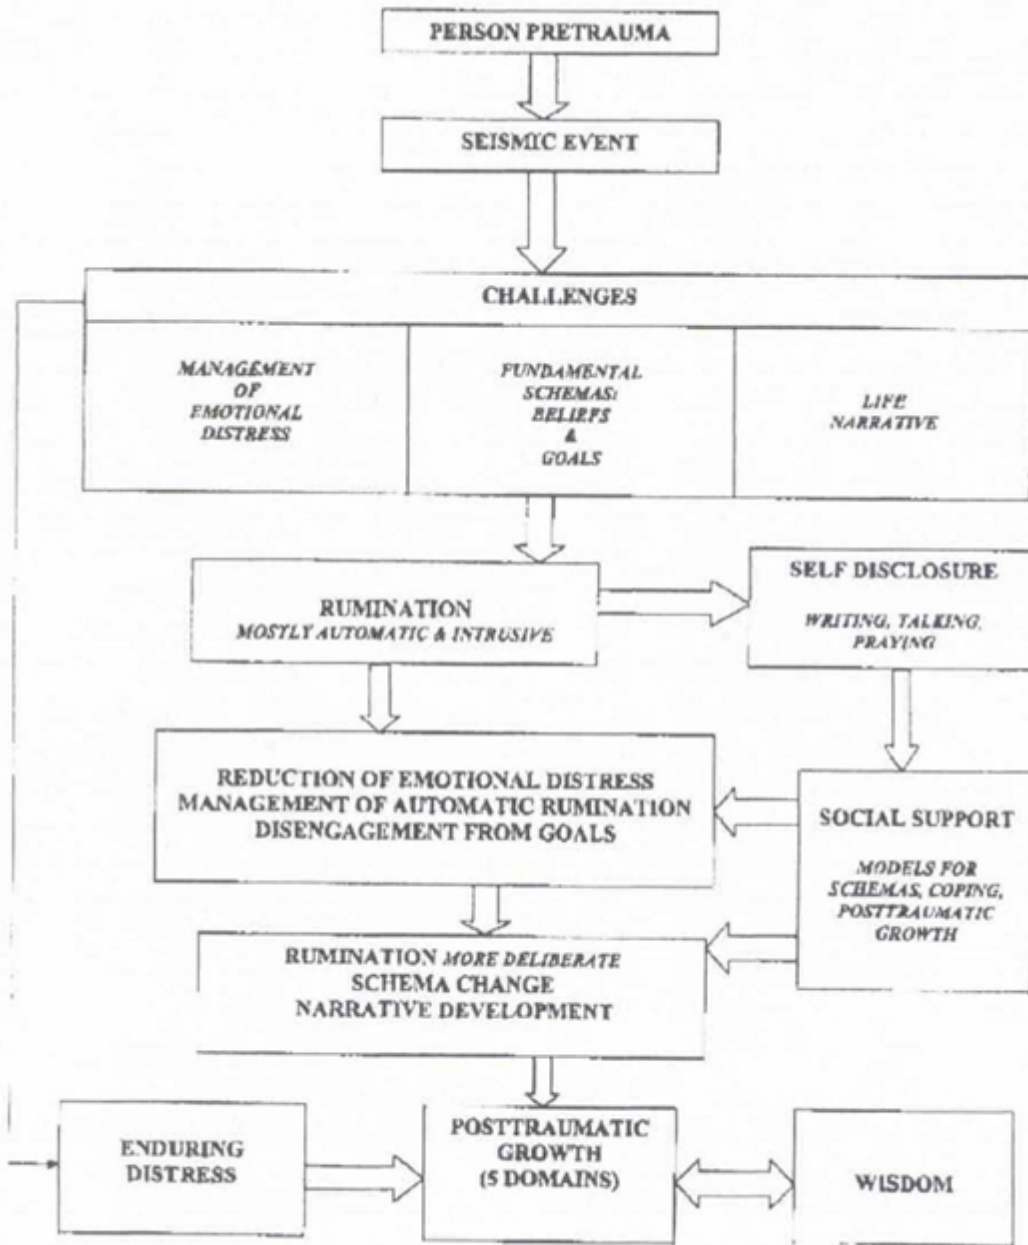 PERSON PRETRAUMA
SEISMIC EVENT
CHALLENGES
MANAGEMENT
OF
EMOTIONAL
DISTRESS
FUNDAMENTAL
SCHEMAS:
BELIEFS
&
GOALS
LIFE
NARRATIVE
RUMINATION
MOSTLY AUTOMATIC & INTRUSIVE
SELF DISCLOSURE
WRITING, TALKING,
PRAYING
REDUCTION OF EMOTIONAL DISTRESS
MANAGEMENT OF AUTOMATIC RUMINATION
DISENGAGEMENT FROM GOALS
SOCIAL SUPPORT
MODELS FOR
SCHEMAS, COPING,
POSTTRAUMATIC
GROWTH
RUMINATION MORE DELIBERATE
SCHEMA CHANGE
NARRATIVE DEVELOPMENT
ENDURING
DISTRESS
POSTTRAUMATIC
GROWTH
(5 DOMAINS)
WISDOM